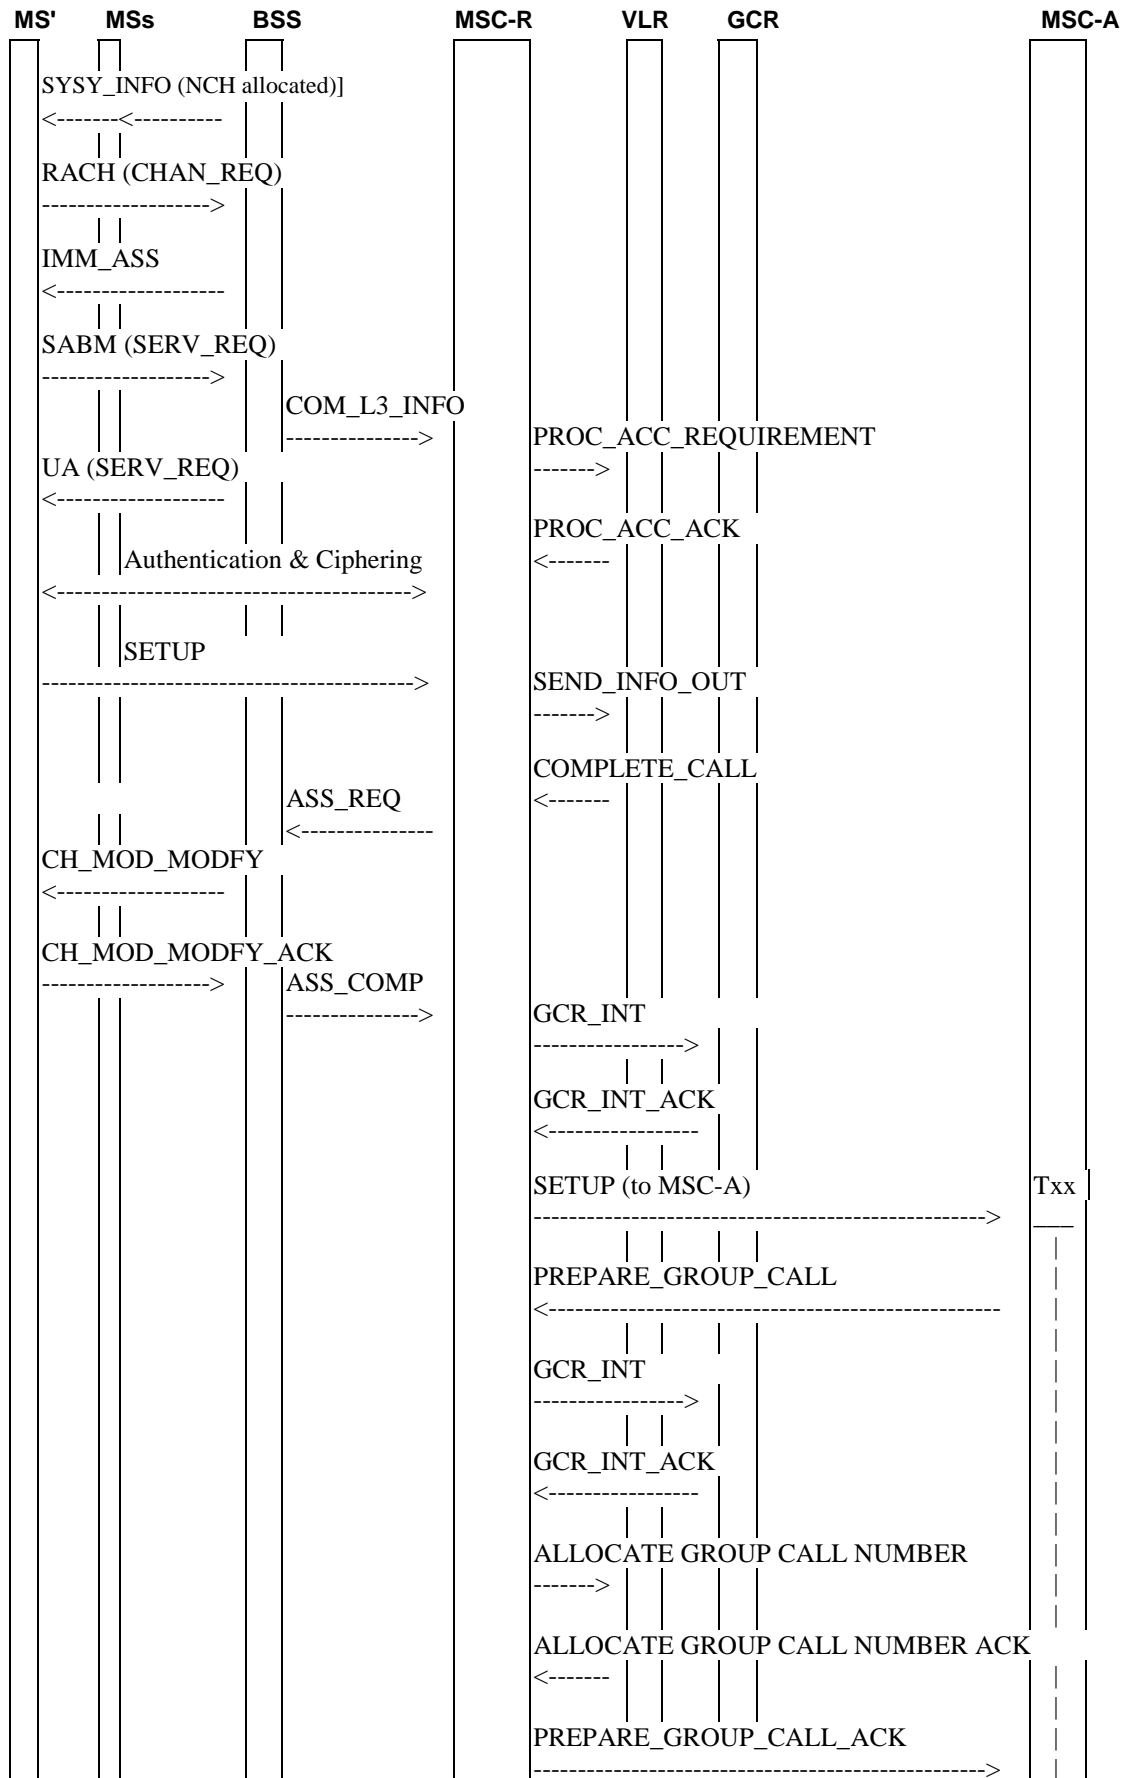 MS' MSs BSS MSC-R VLR GCR MSC-A
SYSY_INFO (NCH allocated)]
<-------<----------
RACH (CHAN_REQ)
------------------->
IMM_ASS
<-------------------
SABM (SERV_REQ)
------------------->
COM_L3_INFO
--------------->
PROC_ACC_REQUIREMENT
------->
UA (SERV_REQ)
<-------------------
PROC_ACC_ACK
<-------
Authentication & Ciphering
<---------------------------------------->
SETUP
------------------------------------------>
SEND_INFO_OUT
------->
COMPLETE_CALL
<-------
ASS_REQ
<---------------
CH_MOD_MODFY
<-------------------
CH_MOD_MODFY_ACK
------------------->
ASS_COMP
--------------->
GCR_INT
----------------->
GCR_INT_ACK
<-----------------
SETUP (to MSC-A) Txx
---------------------------------------------------> ___
PREPARE_GROUP_CALL
<---------------------------------------------------
GCR_INT
----------------->
GCR_INT_ACK
<-----------------
ALLOCATE GROUP CALL NUMBER
------->
ALLOCATE GROUP CALL NUMBER ACK
<-------
PREPARE_GROUP_CALL_ACK
--------------------------------------------------->